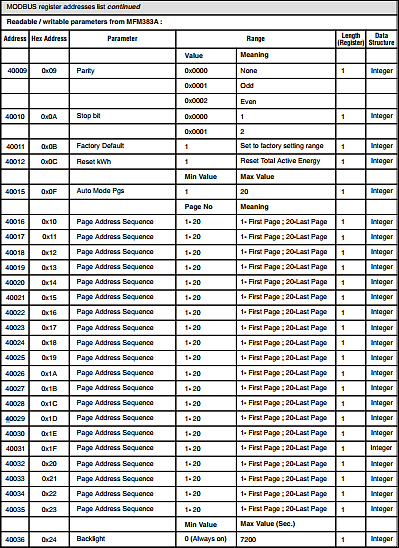 MODBUS register addresses list continued
Readable / writable parameters from MFM383A :
Address Hex Address Parameter Range Length (Register) Data Structure
Value Meaning
40009 0x09 Parity 0x0000 None 1 Integer
0x0001 Odd
0x0002 Even
40010 0x0A Stop bit 0x0000 1 1 Integer
0x0001 2
40011 0x0B Factory Default 1 Set to factory setting range 1 Integer
40012 0x0C Reset kWh 1 Reset Total Active Energy 1 Integer
Min Value Max Value
40015 0x0F Auto Mode Pgs 1 20 1 Integer
Page No Meaning
40016 0x10 Page Address Sequence 1- 20 1- First Page ; 20-Last Page 1 Integer
40017 0x11 Page Address Sequence 1- 20 1- First Page ; 20-Last Page 1 Integer
40018 0x12 Page Address Sequence 1- 20 1- First Page ; 20-Last Page 1 Integer
40019 0x13 Page Address Sequence 1- 20 1- First Page ; 20-Last Page 1 Integer
40020 0x14 Page Address Sequence 1- 20 1- First Page ; 20-Last Page 1 Integer
40021 0x15 Page Address Sequence 1- 20 1- First Page ; 20-Last Page 1 Integer
40022 0x16 Page Address Sequence 1- 20 1- First Page ; 20-Last Page 1 Integer
40023 0x17 Page Address Sequence 1- 20 1- First Page ; 20-Last Page 1 Integer
40024 0x18 Page Address Sequence 1- 20 1- First Page ; 20-Last Page 1 Integer
40025 0x19 Page Address Sequence 1- 20 1- First Page ; 20-Last Page 1 Integer
40026 0x1A Page Address Sequence 1- 20 1- First Page ; 20-Last Page 1 Integer
40027 0x1B Page Address Sequence 1- 20 1- First Page ; 20-Last Page 1 Integer
40028 0x1C Page Address Sequence 1- 20 1- First Page ; 20-Last Page 1 Integer
40029 0x1D Page Address Sequence 1- 20 1- First Page ; 20-Last Page 1 Integer
40030 0x1E Page Address Sequence 1- 20 1- First Page ; 20-Last Page 1 Integer
40031 0x1F Page Address Sequence 1- 20 1- First Page ; 20-Last Page 1 Integer
40032 0x20 Page Address Sequence 1- 20 1- First Page ; 20-Last Page 1 Integer
40033 0x21 Page Address Sequence 1- 20 1- First Page ; 20-Last Page 1 Integer
40034 0x22 Page Address Sequence 1- 20 1- First Page ; 20-Last Page 1 Integer
40035 0x23 Page Address Sequence 1- 20 1- First Page ; 20-Last Page 1 Integer
Min Value Max Value (Sec.)
40036 0x24 Backlight 0 (Always on) 7200 1 Integer